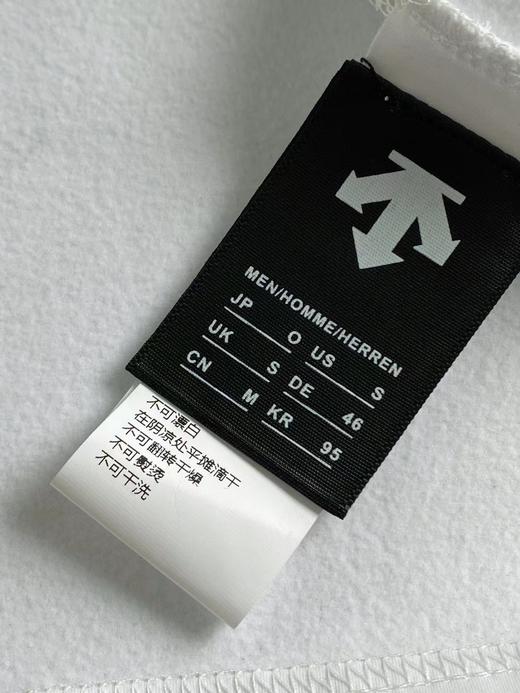 MEN/HOMME/HERREN
JP O US S
UK S DE 46
CN M KR 95
不可漂白
在阴凉处平摊滴干
不可翻转干燥
不可熨烫
不可干洗